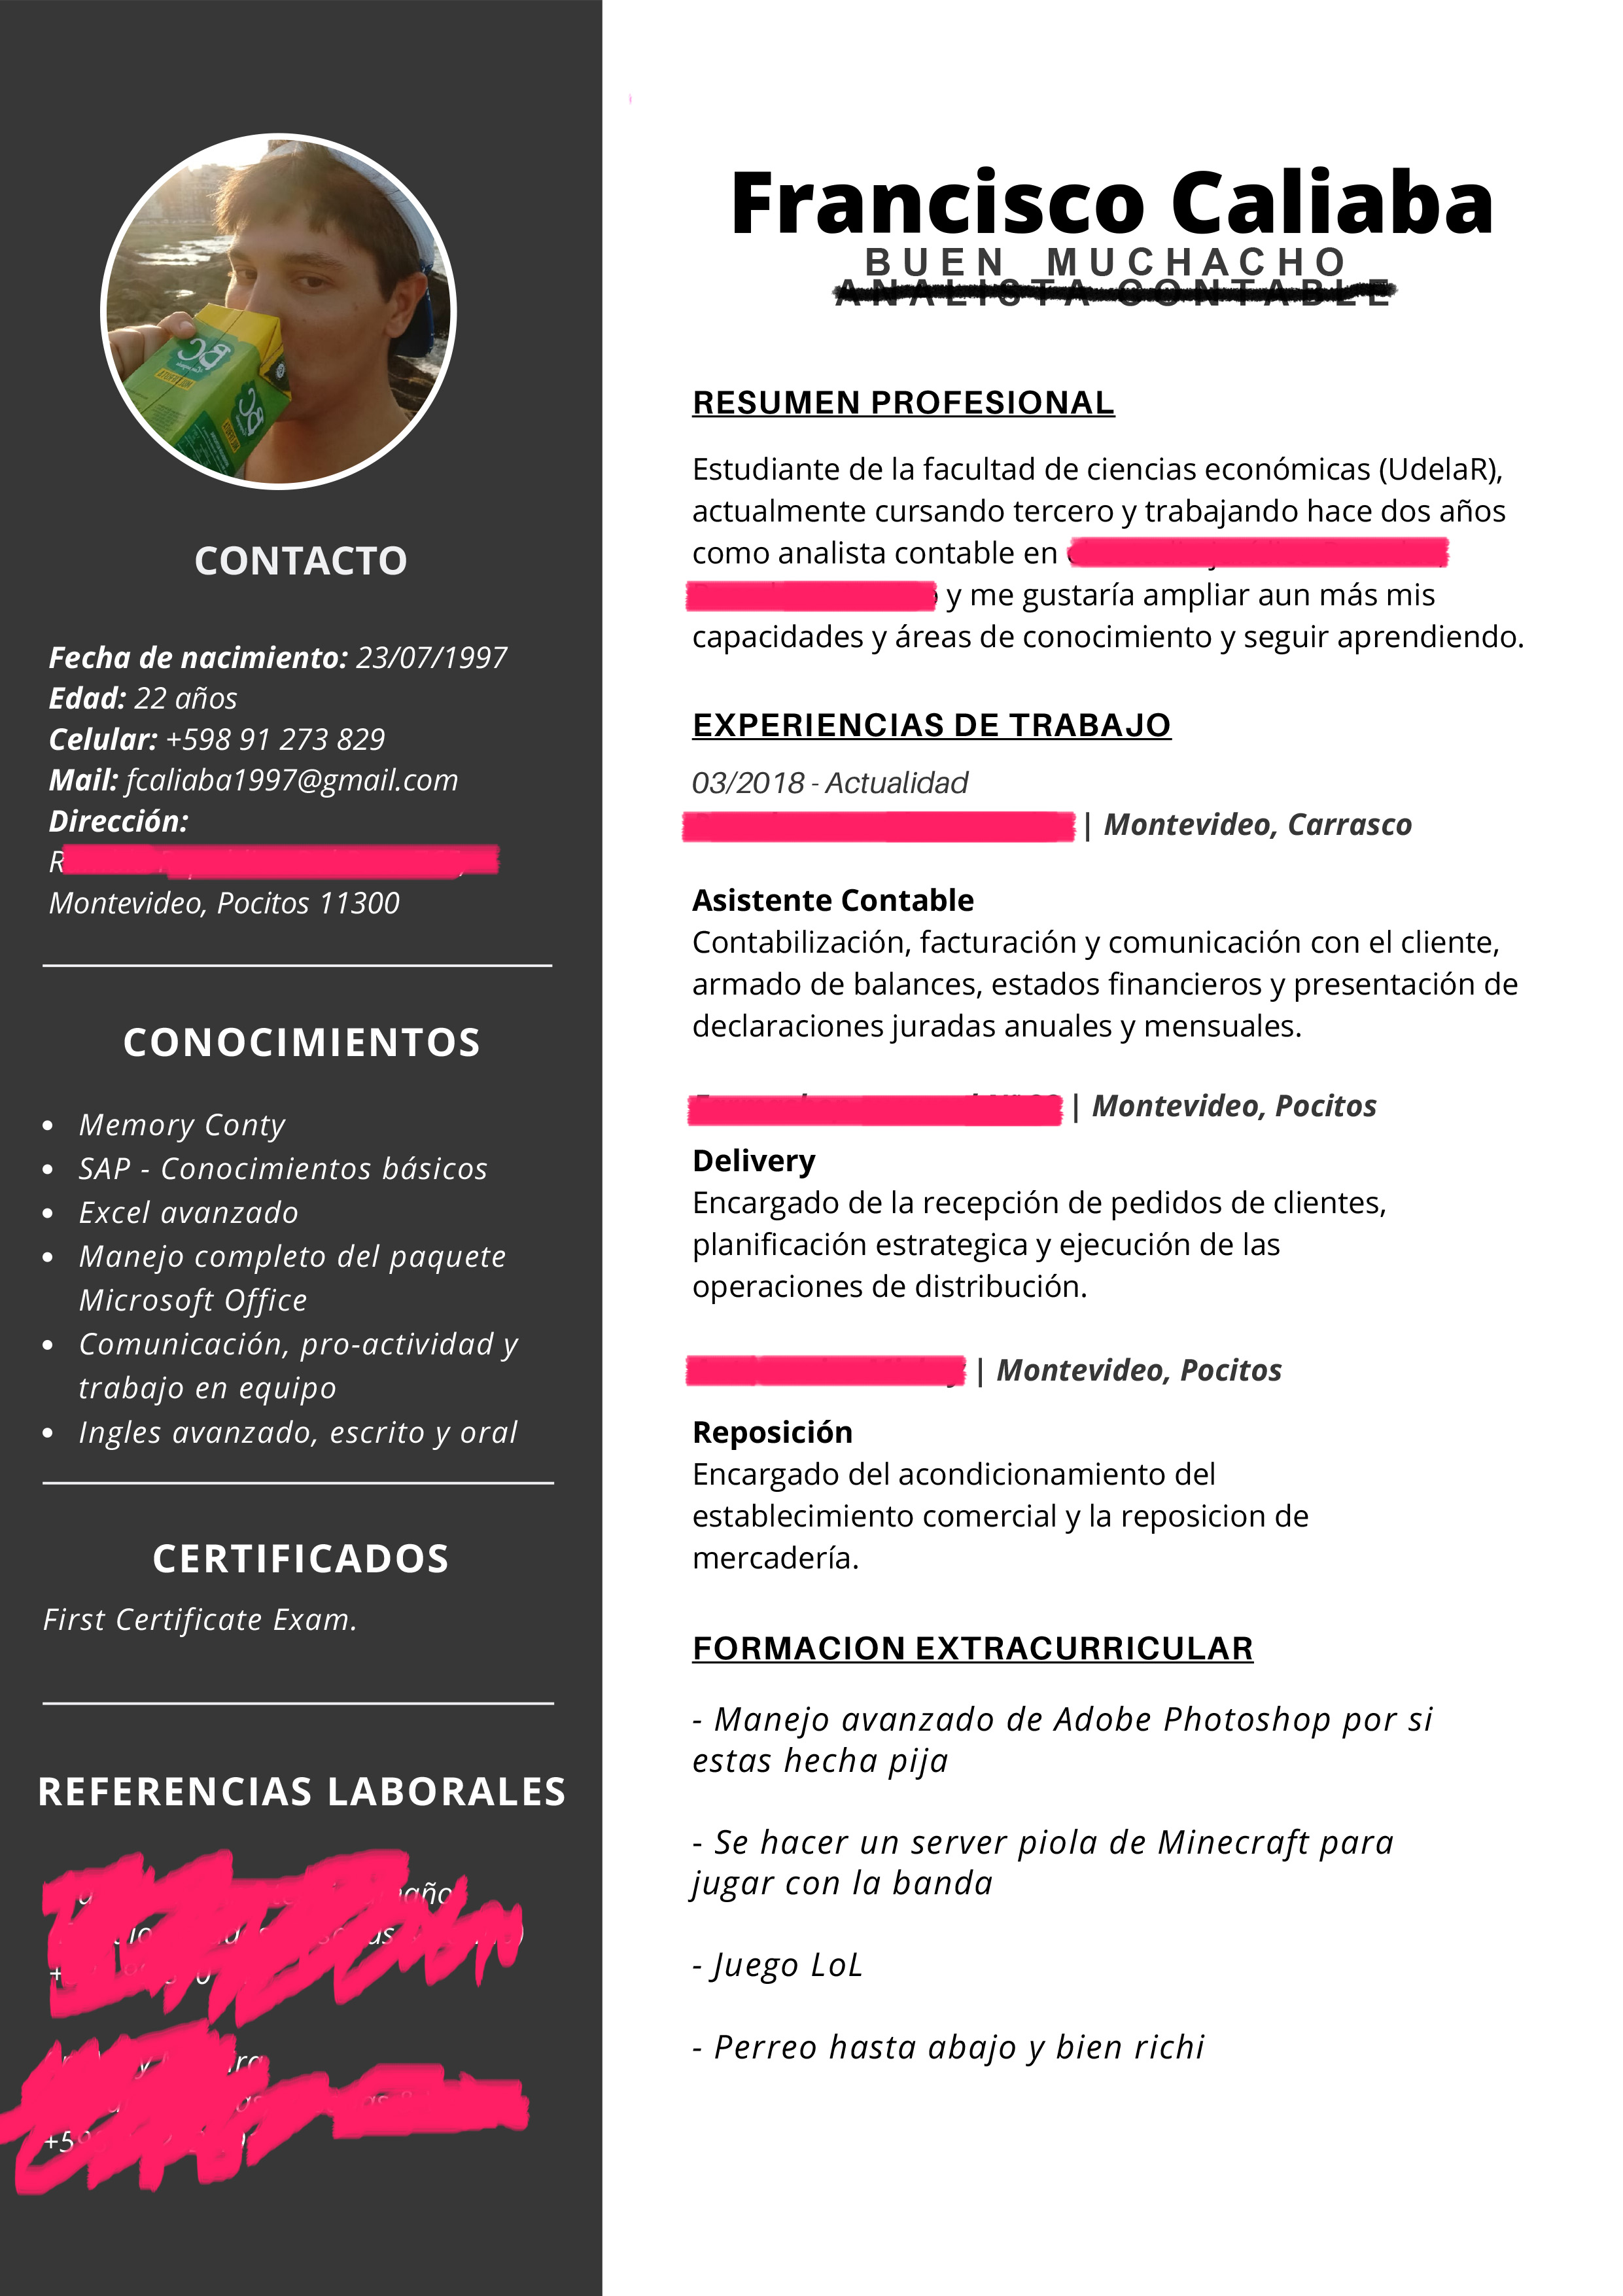 CONTACTO
Fecha de nacimiento: 23/07/1997
Edad: 22 años
Celular: +598 91 273 829
Mail: fcaliaba1997@gmail.com
Dirección:
Montevideo, Pocitos 11300
CONOCIMIENTOS
• Memory Conty
• SAP - Conocimientos básicos
• Excel avanzado
• Manejo completo del paquete
Microsoft Office
• Comunicación, pro-actividad y
trabajo en equipo
• Ingles avanzado, escrito y oral
CERTIFICADOS
First Certificate Exam.
REFERENCIAS LABORALES
Francisco Caliaba
BUEN MUCHACHO
ANALISTA CONTABLE
RESUMEN PROFESIONAL
Estudiante de la facultad de ciencias económicas (UdelaR),
actualmente cursando tercero y trabajando hace dos años
como analista contable en
y me gustaría ampliar aun más mis
capacidades y áreas de conocimiento y seguir aprendiendo.
EXPERIENCIAS DE TRABAJO
03/2018 - Actualidad
| Montevideo, Carrasco
Asistente Contable
Contabilización, facturación y comunicación con el cliente,
armado de balances, estados financieros y presentación de
declaraciones juradas anuales y mensuales.
| Montevideo, Pocitos
Delivery
Encargado de la recepción de pedidos de clientes,
planificación estrategica y ejecución de las
operaciones de distribución.
| Montevideo, Pocitos
Reposición
Encargado del acondicionamiento del
establecimiento comercial y la reposicion de
mercadería.
FORMACION EXTRACURRICULAR
- Manejo avanzado de Adobe Photoshop por si
estas hecha pija
- Se hacer un server piola de Minecraft para
jugar con la banda
- Juego LoL
- Perreo hasta abajo y bien richi